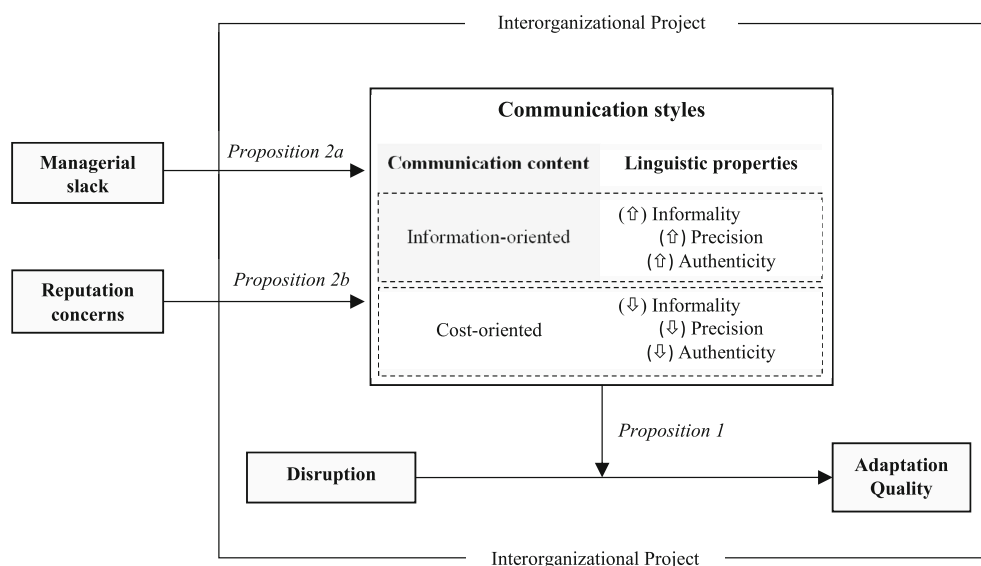 Interorganizational Project
Communication styles
Managerial
slack
Proposition 2a
Communication content
Linguistic properties
Information-oriented
(⇧) Informality
(⇧) Precision
(⇧) Authenticity
Reputation
concerns
Proposition 2b
Cost-oriented
(⇩) Informality
(⇩) Precision
(⇩) Authenticity
Proposition 1
Disruption
Adaptation
Quality
Interorganizational Project